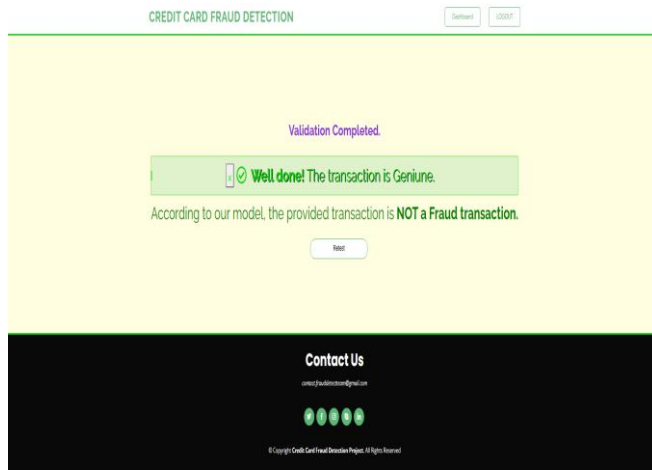 CREDIT CARD FRAUD DETECTION
Dashboard LOGOUT
Validation Completed.
Well done! The transaction is Geniune.
According to our model, the provided transaction is NOT a Fraud transaction.
Retest
Contact Us
© Copyright Credit Card Fraud Detection Project. All Rights Reserved